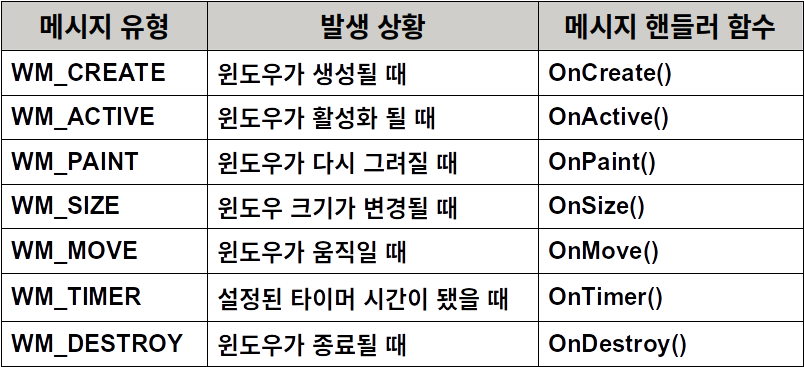 메시지 유형 발생 상황 메시지 핸들러 함수
WM_CREATE 윈도우가 생성될 때 OnCreate()
WM_ACTIVE 윈도우가 활성화 될 때 OnActive()
WM_PAINT 윈도우가 다시 그려질 때 OnPaint()
WM_SIZE 윈도우 크기가 변경될 때 OnSize()
WM_MOVE 윈도우가 움직일 때 OnMove()
WM_TIMER 설정된 타이머 시간이 됐을 때 OnTimer()
WM_DESTROY 윈도우가 종료될 때 OnDestroy()